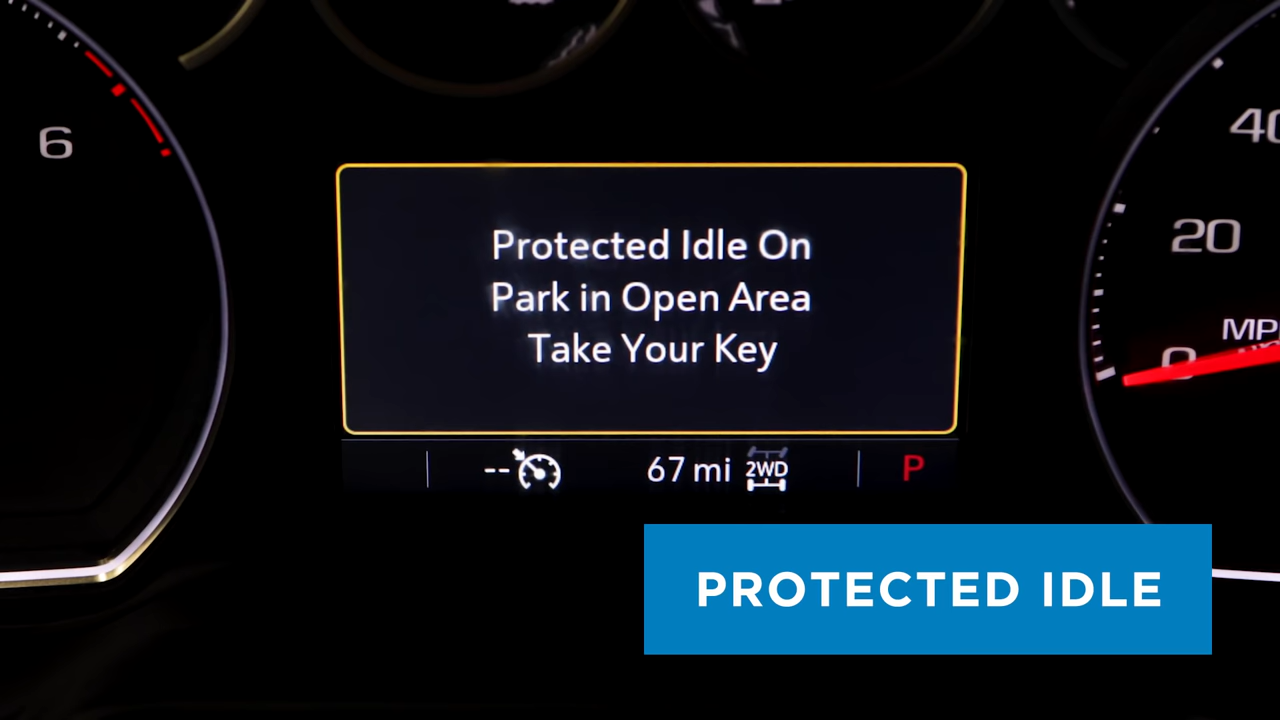 6
40
20
MP
0
Protected Idle On
Park in Open Area
Take Your Key
-- 67 mi 2WD P
PROTECTED IDLE